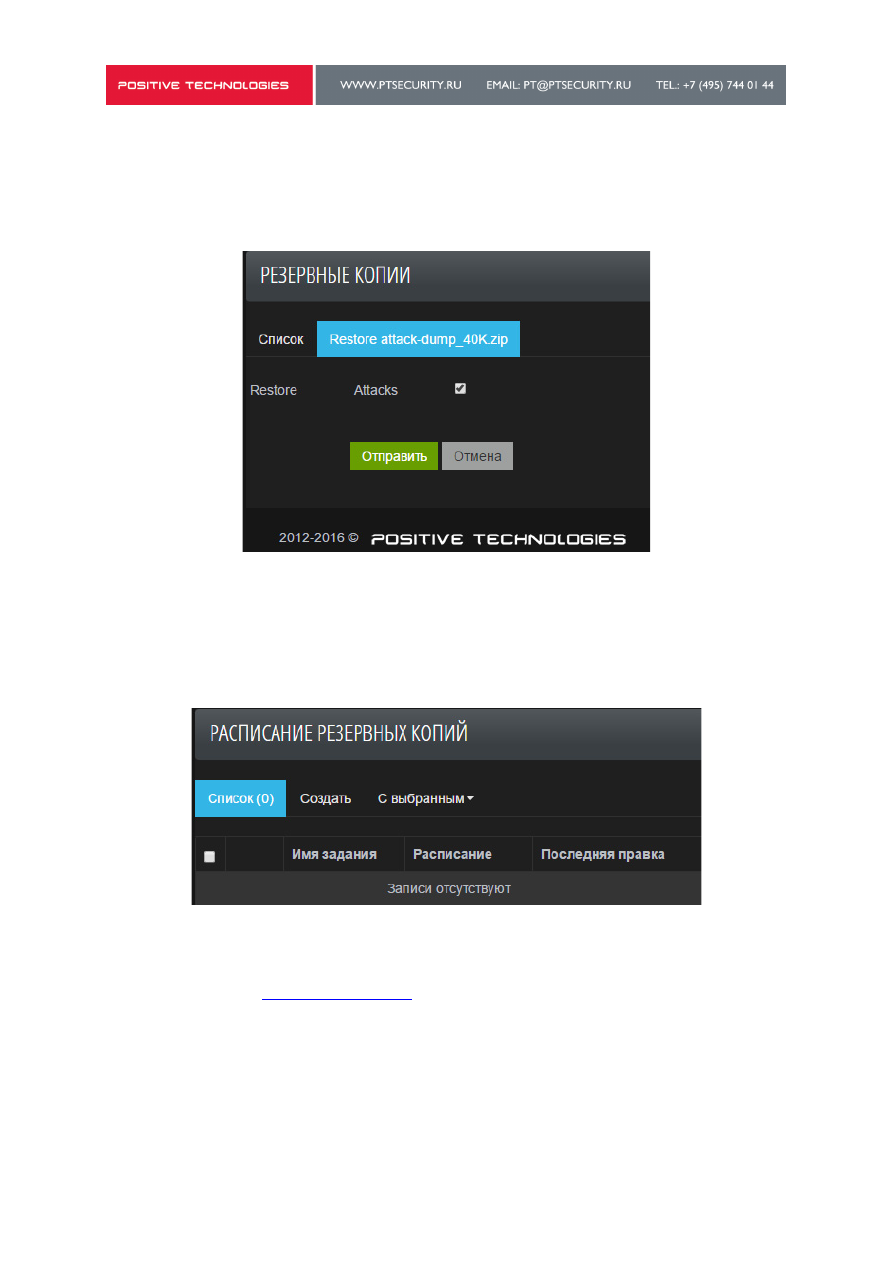 POSITIVE TECHNOLOGIES WWW.PTSECURITY.RU EMAIL: PT@PTSECURITY.RU TEL.: +7 (495) 744 01 44
РЕЗЕРВНЫЕ КОПИИ
Список Restore attack-dump_40K.zip
Restore Attacks
Отправить Отмена
2012-2016 © POSITIVE TECHNOLOGIES
РАСПИСАНИЕ РЕЗЕРВНЫХ КОПИЙ
Список (0) Создать С выбранным
Имя задания Расписание Последняя правка
Записи отсутствуют